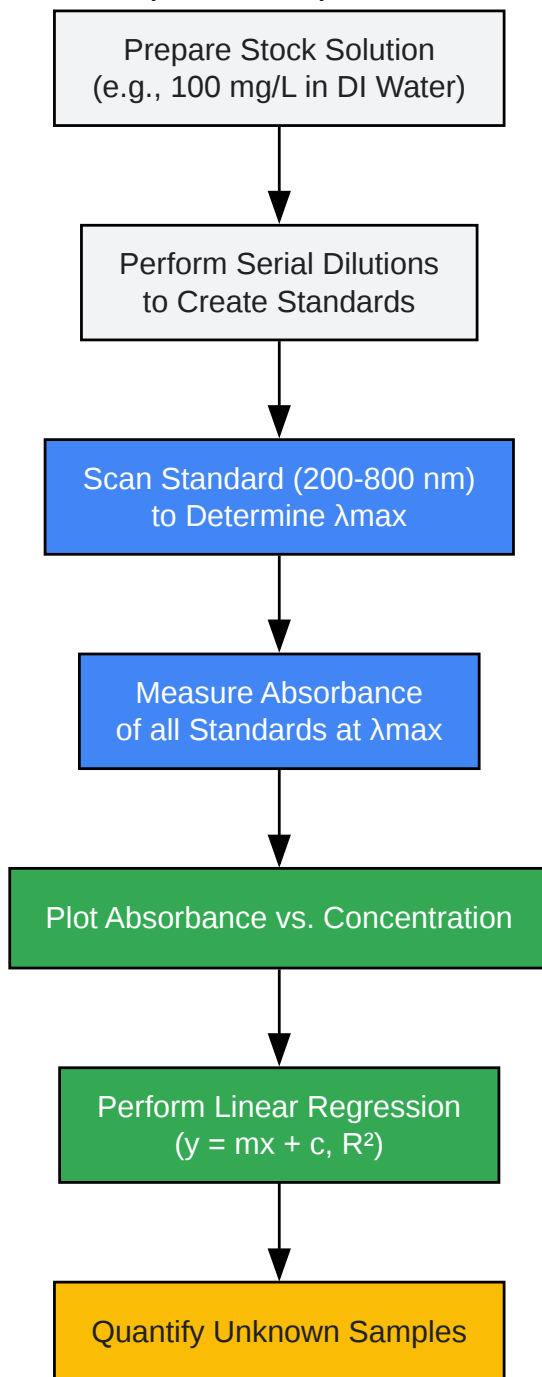 Prepare Stock Solution
(e.g., 100 mg/L in DI Water)
Perform Serial Dilutions
to Create Standards
Scan Standard (200-800 nm)
to Determine λmax
Measure Absorbance
of all Standards at λmax
Plot Absorbance vs. Concentration
Perform Linear Regression
(y = mx + c, R²)
Quantify Unknown Samples